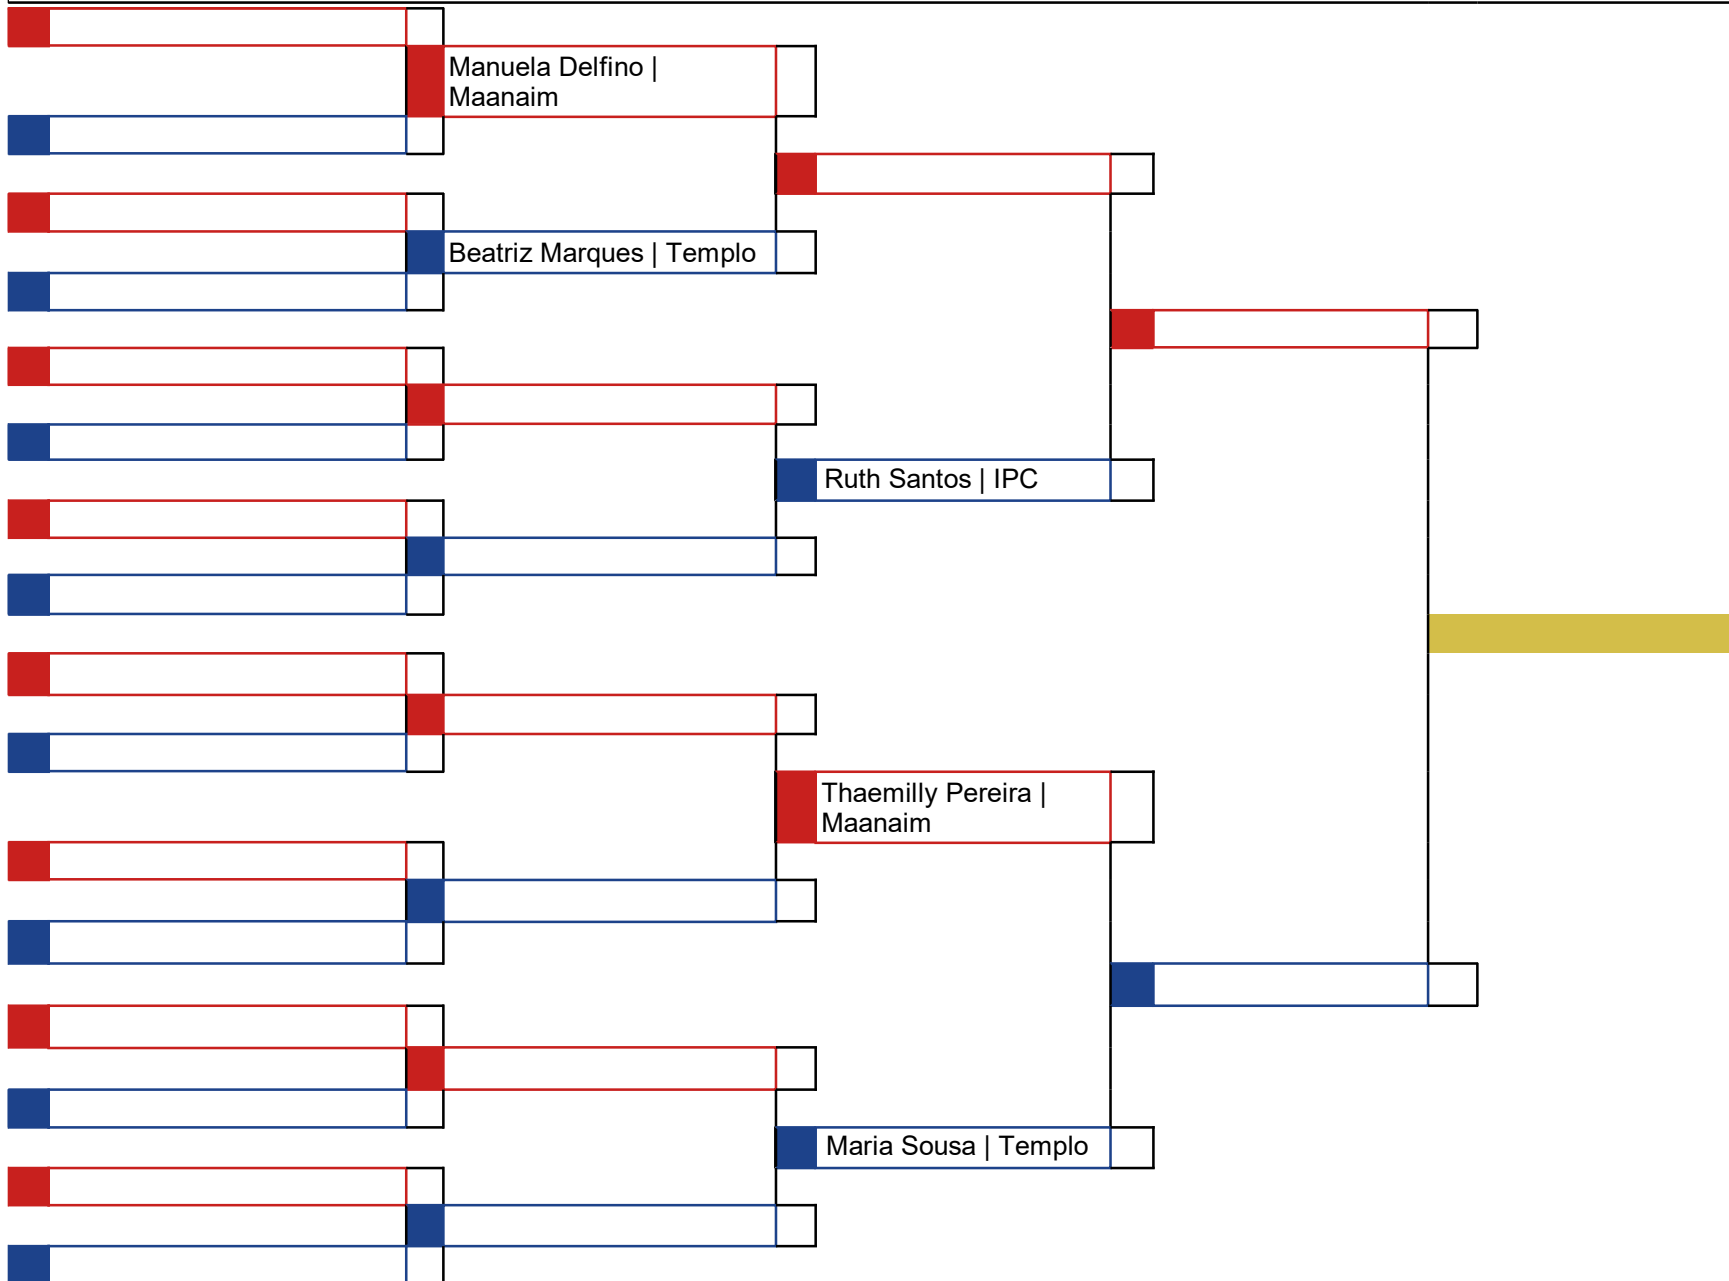 Manuela Delfino |
Maanaim
Beatriz Marques | Templo
Ruth Santos | IPC
Thaemilly Pereira |
Maanaim
Maria Sousa | Templo